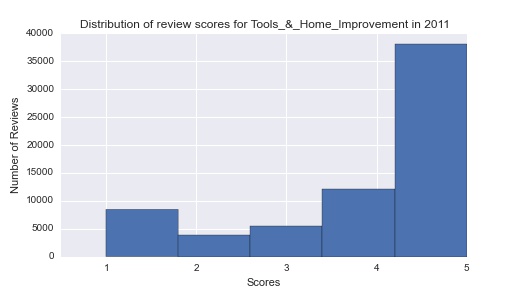 Distribution of review scores for Tools_&_Home_Improvement in 2011
40000
35000
30000
25000
20000
15000
10000
5000
0
Number of Reviews
1 2 3 4 5
Scores